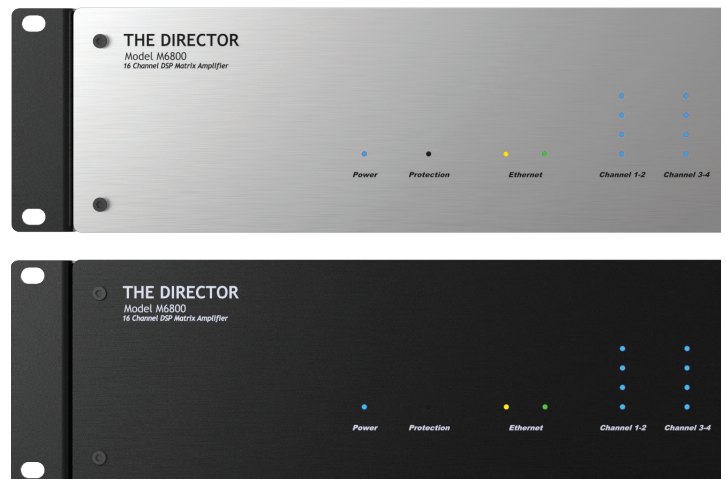 THE DIRECTOR
Model M6800
16 Channel DSP Matrix Amplifier
Power Protection Ethernet Channel 1-2 Channel 3-4
THE DIRECTOR
Model M6800
16 Channel DSP Matrix Amplifier
Power Protection Ethernet Channel 1-2 Channel 3-4